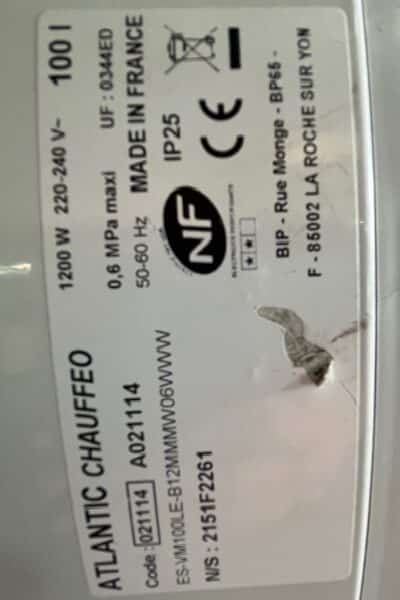 ATLANTIC CHAUFFEO
Code : 021114 A021114
ES-VM100LE-B12MMMW06WWWW
N/S : 2151F2261
1200 W 220-240 V~ 100 l
0,6 MPa maxi UF : 0344ED
50-60 Hz MADE IN FRANCE
IP25
NF
CE
BIP - Rue Monge - BP65 -
F - 85002 LA ROCHE SUR YON